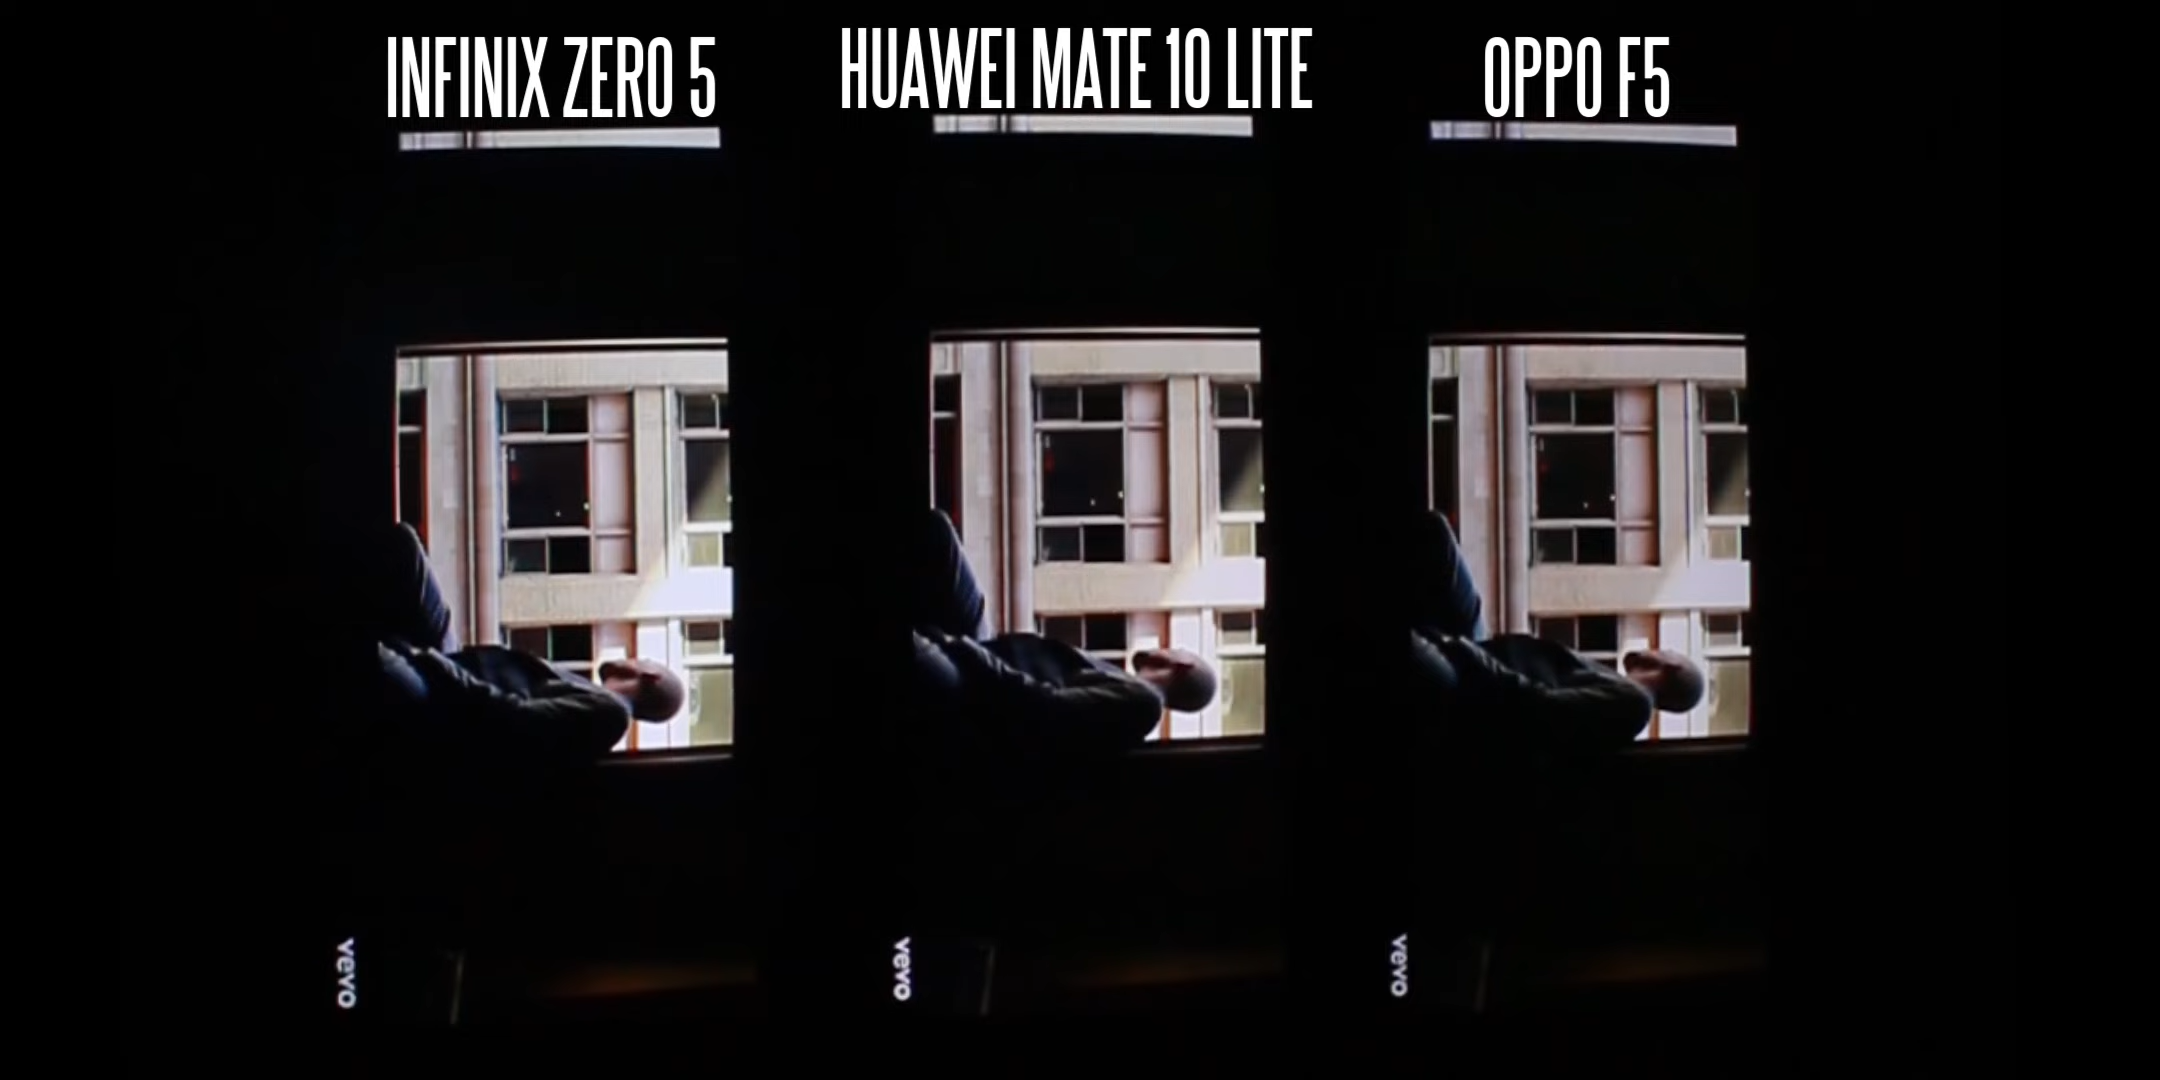 INFINIX ZERO 5
HUAWEI MATE 10 LITE
OPPO F5
vevo
vevo
vevo